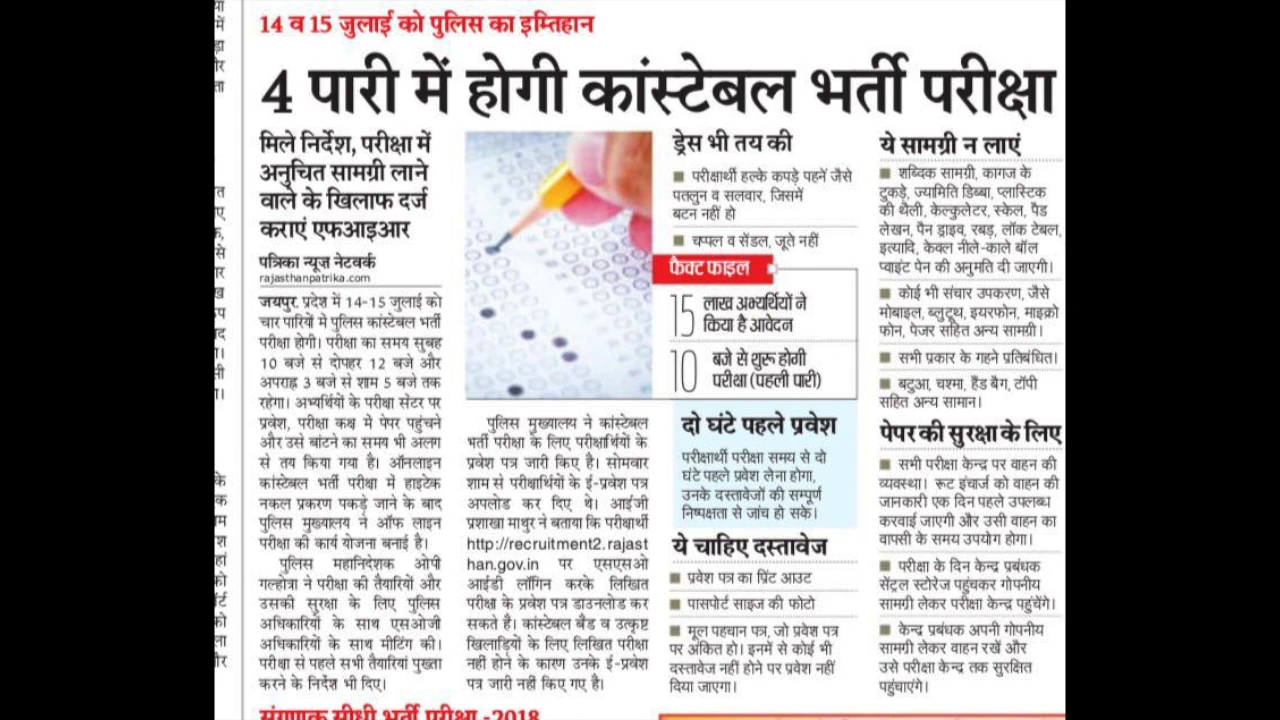 14 व 15 जुलाई को पुलिस का इम्तिहान
4 पारी में होगी कांस्टेबल भर्ती परीक्षा
मिले निर्देश, परीक्षा में
अनुचित सामग्री लाने
वाले के खिलाफ दर्ज
कराएं एफआइआर
पत्रिका न्यूज नेटवर्क
rajasthanpatrika.com
जयपुर. प्रदेश में 14-15 जुलाई को
चार पारियों में पुलिस कांस्टेबल भर्ती
परीक्षा होगी। परीक्षा का समय सुबह
10 बजे से दोपहर 12 बजे और
अपराह्न 3 बजे से शाम 5 बजे तक
रहेगा। अभ्यर्थियों के परीक्षा सेंटर पर
प्रवेश, परीक्षा कक्ष में पेपर पहुंचने
और उसे बांटने का समय भी अलग
से तय किया गया है। ऑनलाइन
कांस्टेबल भर्ती परीक्षा में हाइटेक
नकल प्रकरण पकड़े जाने के बाद
पुलिस मुख्यालय ने ऑफ लाइन
परीक्षा की कार्य योजना बनाई है।
पुलिस महानिदेशक ओपी
गल्होत्रा ने परीक्षा की तैयारियों और
उसकी सुरक्षा के लिए पुलिस
अधिकारियों के साथ एसओजी
अधिकारियों के साथ मीटिंग की।
परीक्षा से पहले सभी तैयारियां पुख्ता
करने के निर्देश भी दिए।
पुलिस मुख्यालय ने कांस्टेबल
भर्ती परीक्षा के लिए परीक्षार्थियों के
प्रवेश पत्र जारी किए है। सोमवार
शाम से परीक्षार्थियों के ई-प्रवेश पत्र
अपलोड कर दिए थे। आईजी
प्रशाखा माथुर ने बताया कि परीक्षार्थी
http://recruitment2.rajast
han.gov.in पर एसएसओ
आईडी लॉगिन करके लिखित
परीक्षा के प्रवेश पत्र डाउनलोड कर
सकते है। कांस्टेबल बैंड व उत्कृष्ट
खिलाड़ियों के लिए लिखित परीक्षा
नहीं होने के कारण उनके ई-प्रवेश
पत्र जारी नहीं किए गए है।
ड्रेस भी तय की
परीक्षार्थी हल्के कपड़े पहनें जैसे
पतलुन व सलवार, जिसमें
बटन नहीं हो
चप्पल व सेंडल, जूते नहीं
फैक्ट फाइल
15 लाख अभ्यर्थियों ने
किया है आवेदन
10 बजे से शुरू होगी
परीक्षा (पहली पारी)
दो घंटे पहले प्रवेश
परीक्षार्थी परीक्षा समय से दो
घंटे पहले प्रवेश लेना होगा,
उनके दस्तावेजों की सम्पूर्ण
निष्पक्षता से जांच हो सके।
ये चाहिए दस्तावेज
प्रवेश पत्र का प्रिंट आउट
पासपोर्ट साइज की फोटो
मूल पहचान पत्र, जो प्रवेश पत्र
पर अंकित हो। इनमें से कोई भी
दस्तावेज नहीं होने पर प्रवेश नहीं
दिया जाएगा।
ये सामग्री न लाएं
शब्दिक सामग्री, कागज के
टुकड़े, ज्यामिति डिब्बा, प्लास्टिक
की थैली, केल्कुलेटर, स्केल, पैड
लेखन, पैन ड्राइव, रबड़, लॉक टेबल,
इत्यादि, केवल नीले-काले बॉल
प्वाइंट पेन की अनुमति दी जाएगी।
कोई भी संचार उपकरण, जैसे
मोबाइल, ब्लुटूथ, इयरफोन, माइक्रो
फोन, पेजर सहित अन्य सामग्री।
सभी प्रकार के गहने प्रतिबंधित।
बटुआ, चश्मा, हैंड बैग, टॉपी
सहित अन्य सामान।
पेपर की सुरक्षा के लिए
सभी परीक्षा केन्द्र पर वाहन की
व्यवस्था। रूट इंचार्ज को वाहन की
जानकारी एक दिन पहले उपलब्ध
करवाई जाएगी और उसी वाहन का
वापसी के समय उपयोग होगा।
परीक्षा के दिन केन्द्र प्रबंधक
सेंट्रल स्टोरेज पहुंचकर गोपनीय
सामग्री लेकर परीक्षा केन्द्र पहुंचेंगे।
केन्द्र प्रबंधक अपनी गोपनीय
सामग्री लेकर वाहन रखें और
उसे परीक्षा केन्द्र तक सुरक्षित
पहुंचाएंगे।
संगणक सीधी भर्ती परीक्षा -2018